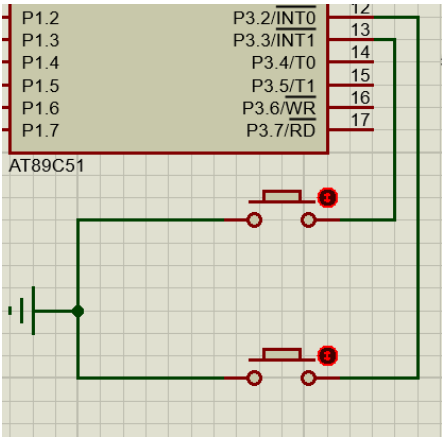 P1.2 P3.2/INT0 12
P1.3 P3.3/INT1 13
P1.4 P3.4/T0 14
P1.5 P3.5/T1 15
P1.6 P3.6/WR 16
P1.7 P3.7/RD 17
AT89C51